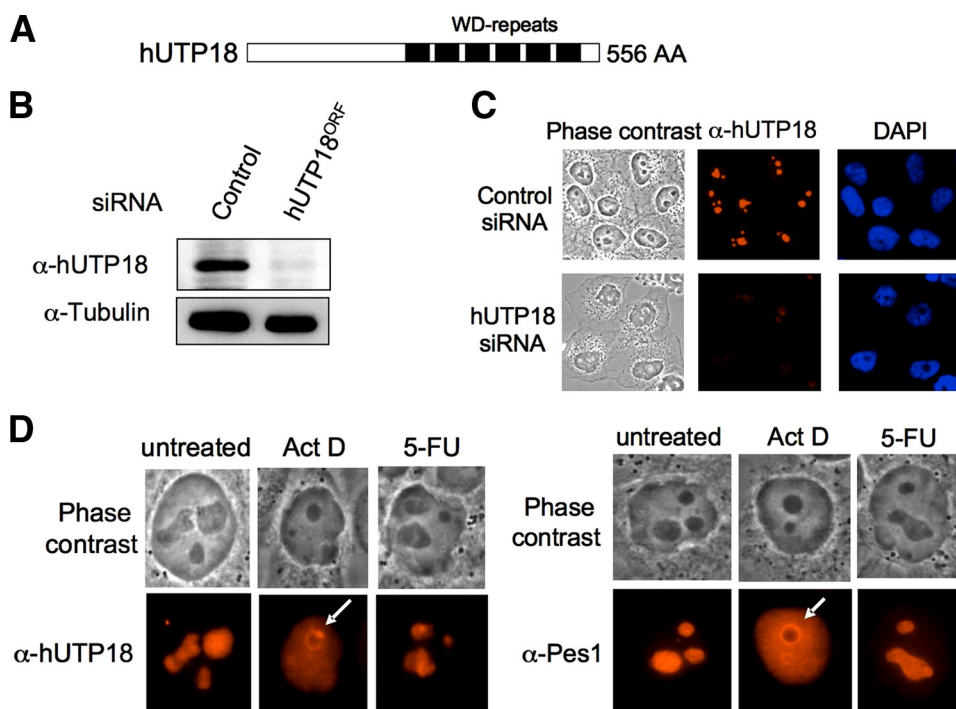 A
WD-repeats
hUTP18
556 AA
B
siRNA
Control
hUTP18ORF
α-hUTP18
α-Tubulin
C
Phase contrast α-hUTP18 DAPI
Control
siRNA
hUTP18
siRNA
D
untreated Act D 5-FU
Phase
contrast
α-hUTP18
untreated Act D 5-FU
Phase
contrast
α-Pes1